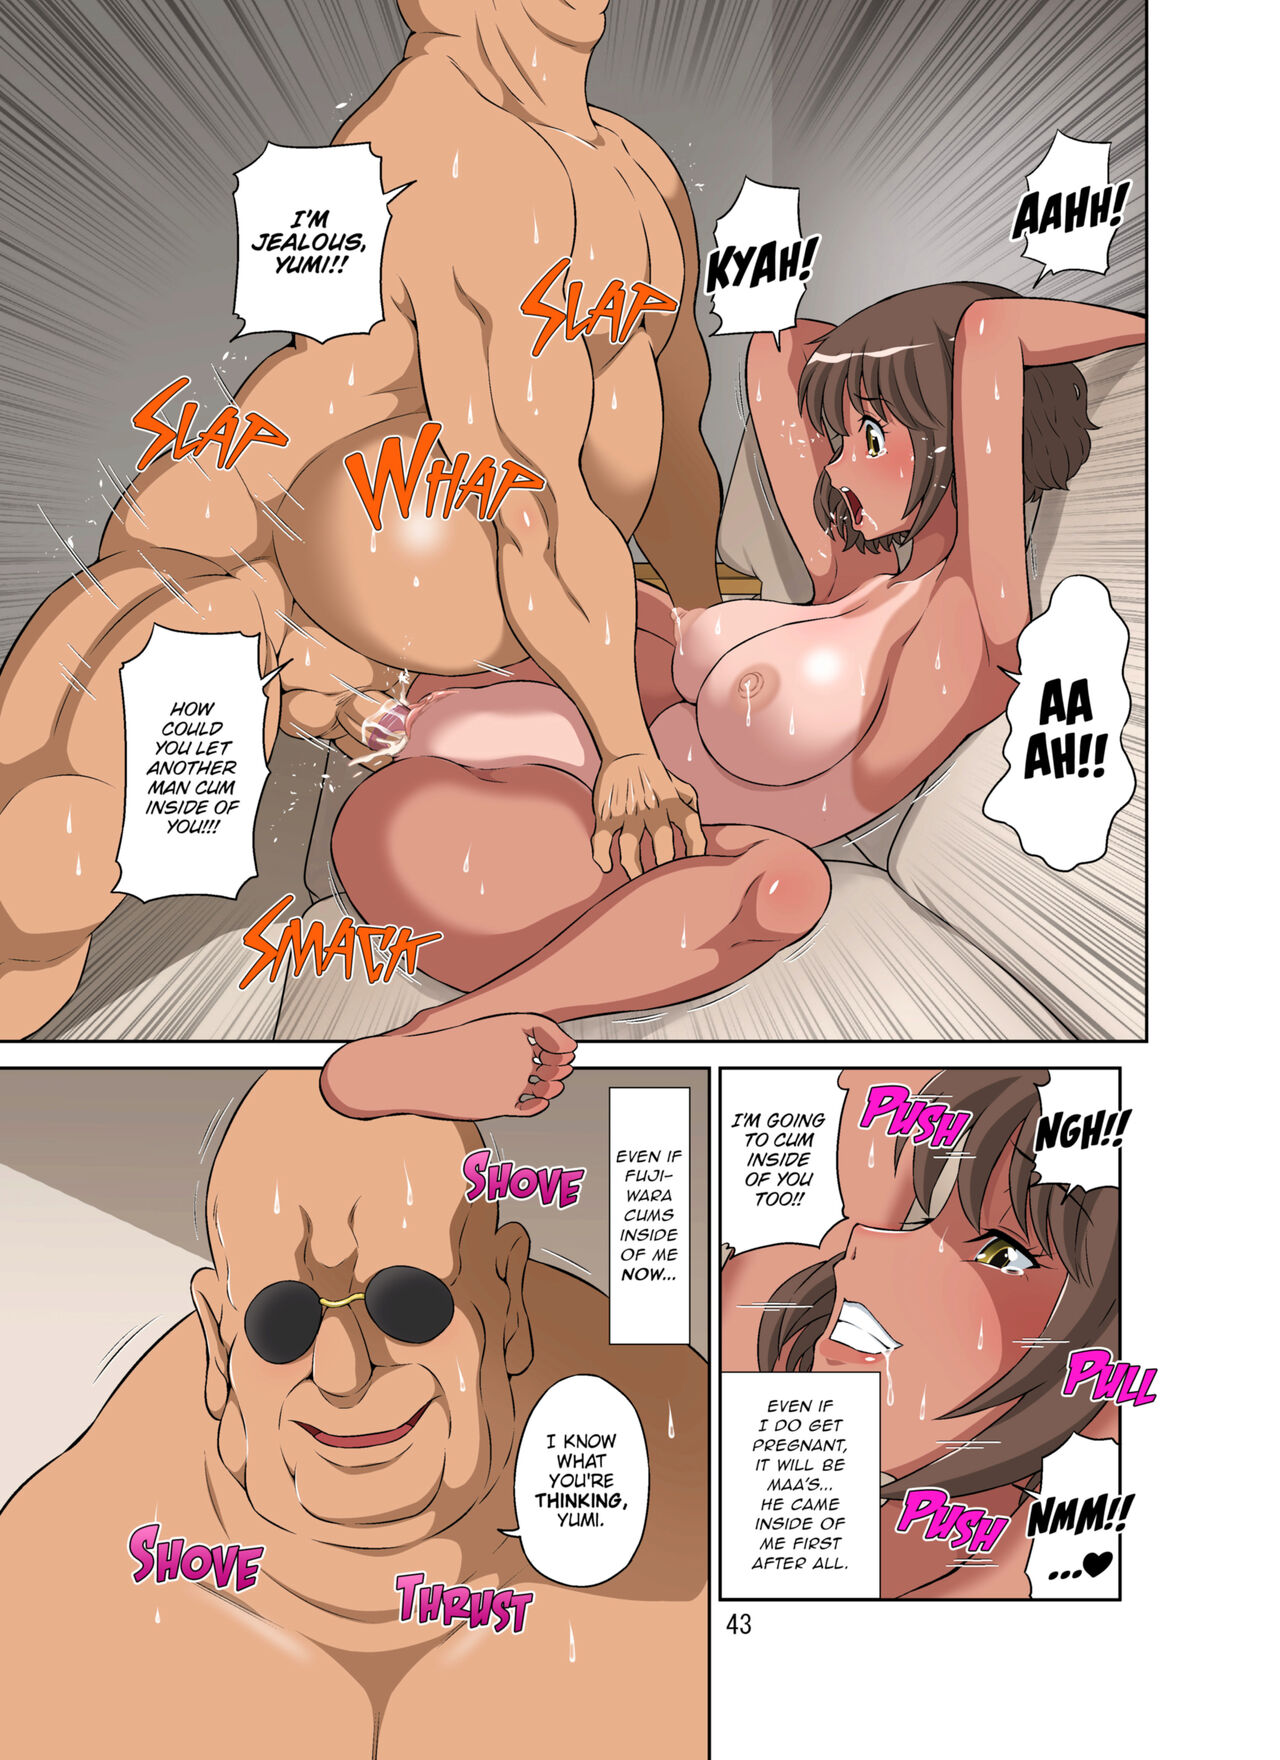 AAHH!
KYAH!
I'M
JEALOUS,
YUMI!!
SLAP
SLAP
WHAP
AA
AH!!
HOW
COULD
YOU LET
ANOTHER
MAN CUM
INSIDE OF
YOU!!!
SMACK
NGH!!
PUSH
I'M GOING
TO CUM
INSIDE
OF YOU
TOO!!
PULL
EVEN IF
I DO GET
PREGNANT,
IT WILL BE
MAA'S...
HE CAME
INSIDE OF
ME FIRST
AFTER ALL.
PUSH
NMM!!
...♥
EVEN IF
FUJI-
WARA
CUMS
INSIDE
OF ME
NOW...
SHOVE
I KNOW
WHAT
YOU'RE
THINKING,
YUMI.
SHOVE
THRUST
43